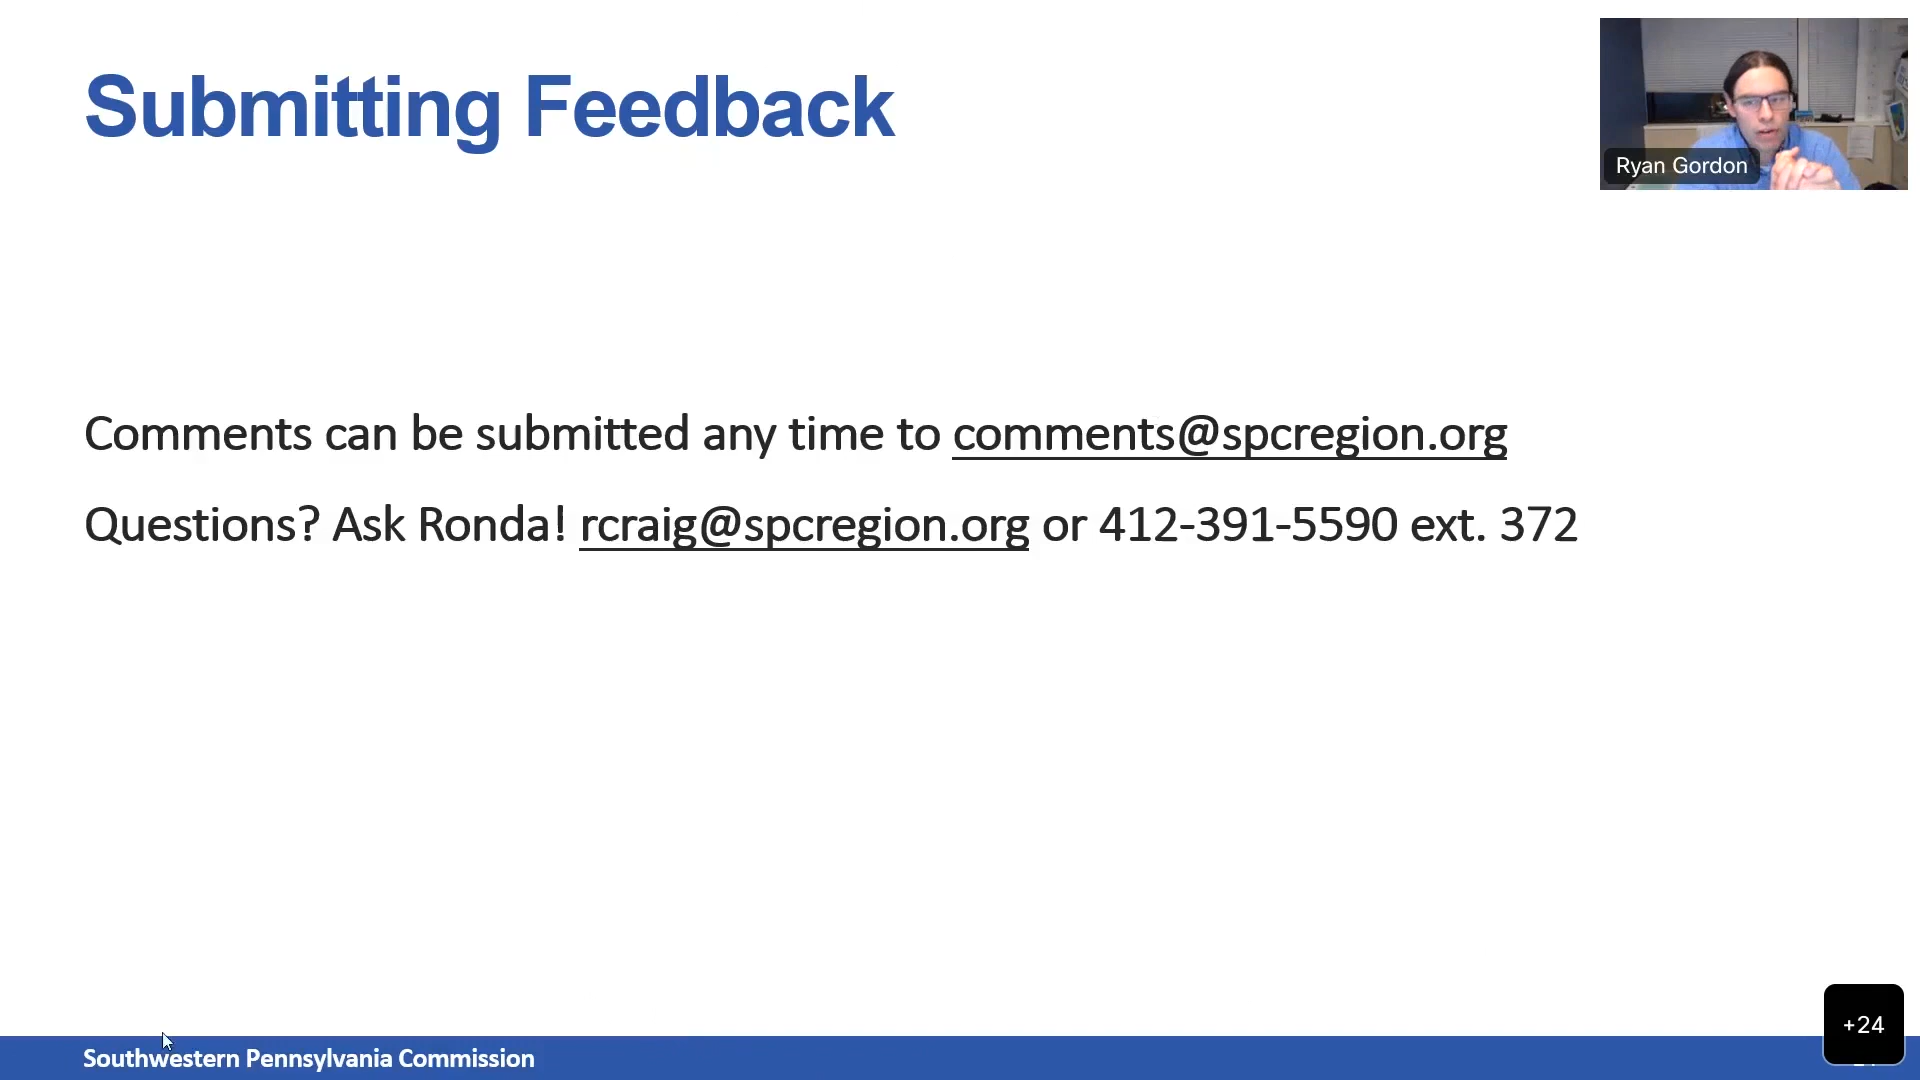 Submitting Feedback
Ryan Gordon
Comments can be submitted any time to comments@spcregion.org
Questions? Ask Ronda! rcraig@spcregion.org or 412-391-5590 ext. 372
+24
Southwestern Pennsylvania Commission